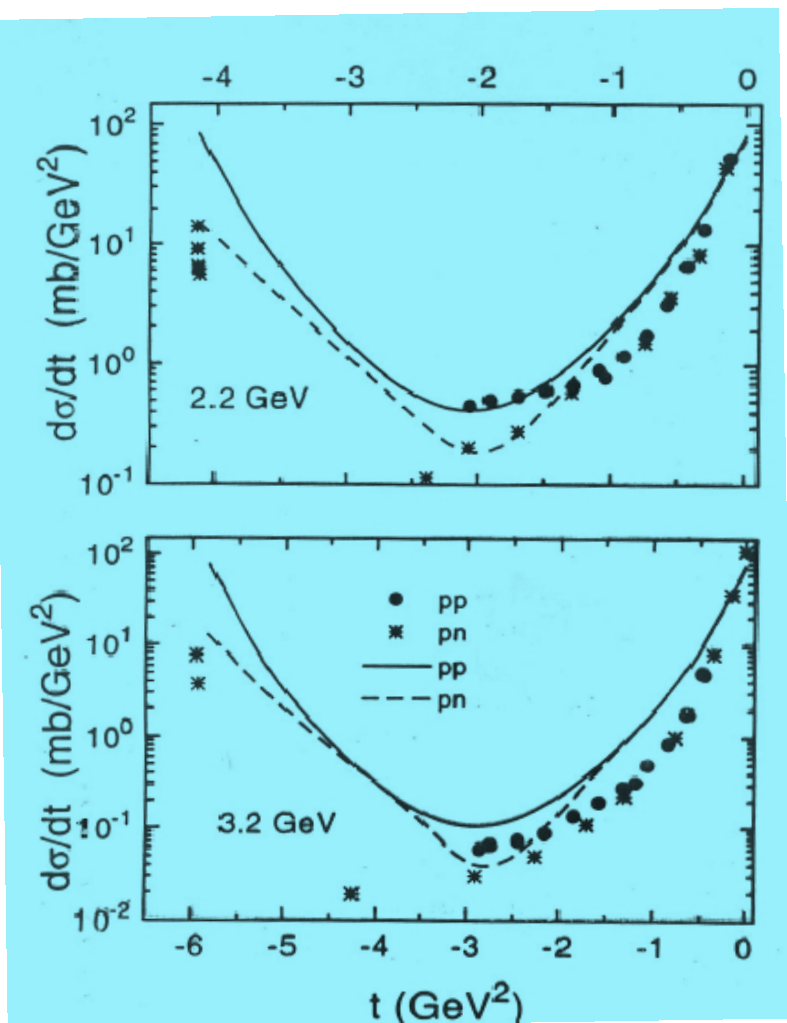 -4 -3 -2 -1 0
10²
10¹
10⁰
10⁻¹
dσ/dt (mb/GeV²)
2.2 GeV
10²
10¹
10⁰
10⁻¹
10⁻²
dσ/dt (mb/GeV²)
pp
pn
pp
pn
3.2 GeV
-6 -5 -4 -3 -2 -1 0
t (GeV²)